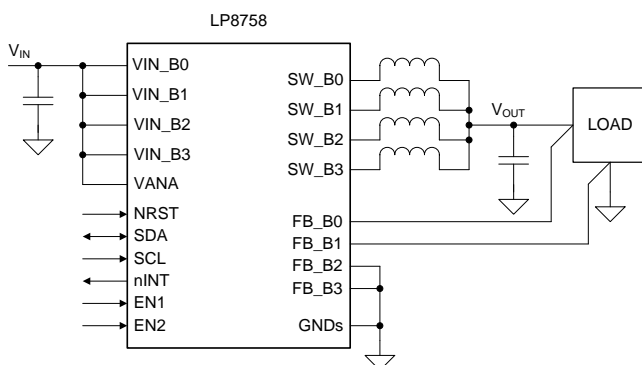 LP8758
VIN
VIN_B0
VIN_B1
VIN_B2
VIN_B3
VANA
NRST
SDA
SCL
nINT
EN1
EN2
SW_B0
SW_B1
SW_B2
SW_B3
FB_B0
FB_B1
FB_B2
FB_B3
GNDs
VOUT
LOAD